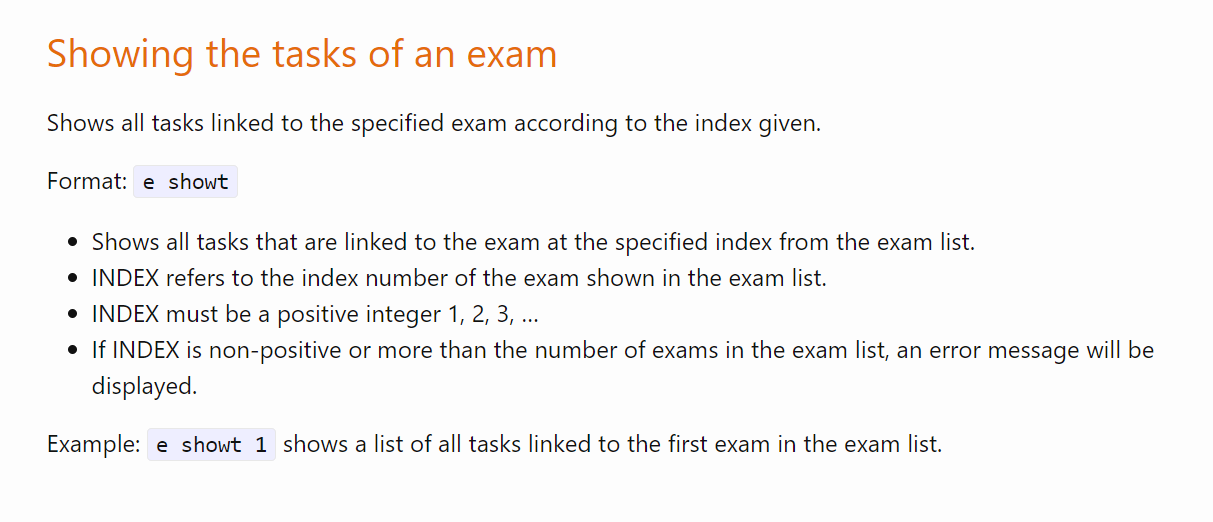 Showing the tasks of an exam
Shows all tasks linked to the specified exam according to the index given.
Format: e showt
• Shows all tasks that are linked to the exam at the specified index from the exam list.
• INDEX refers to the index number of the exam shown in the exam list.
• INDEX must be a positive integer 1, 2, 3, …
• If INDEX is non-positive or more than the number of exams in the exam list, an error message will be
displayed.
Example: e showt 1 shows a list of all tasks linked to the first exam in the exam list.